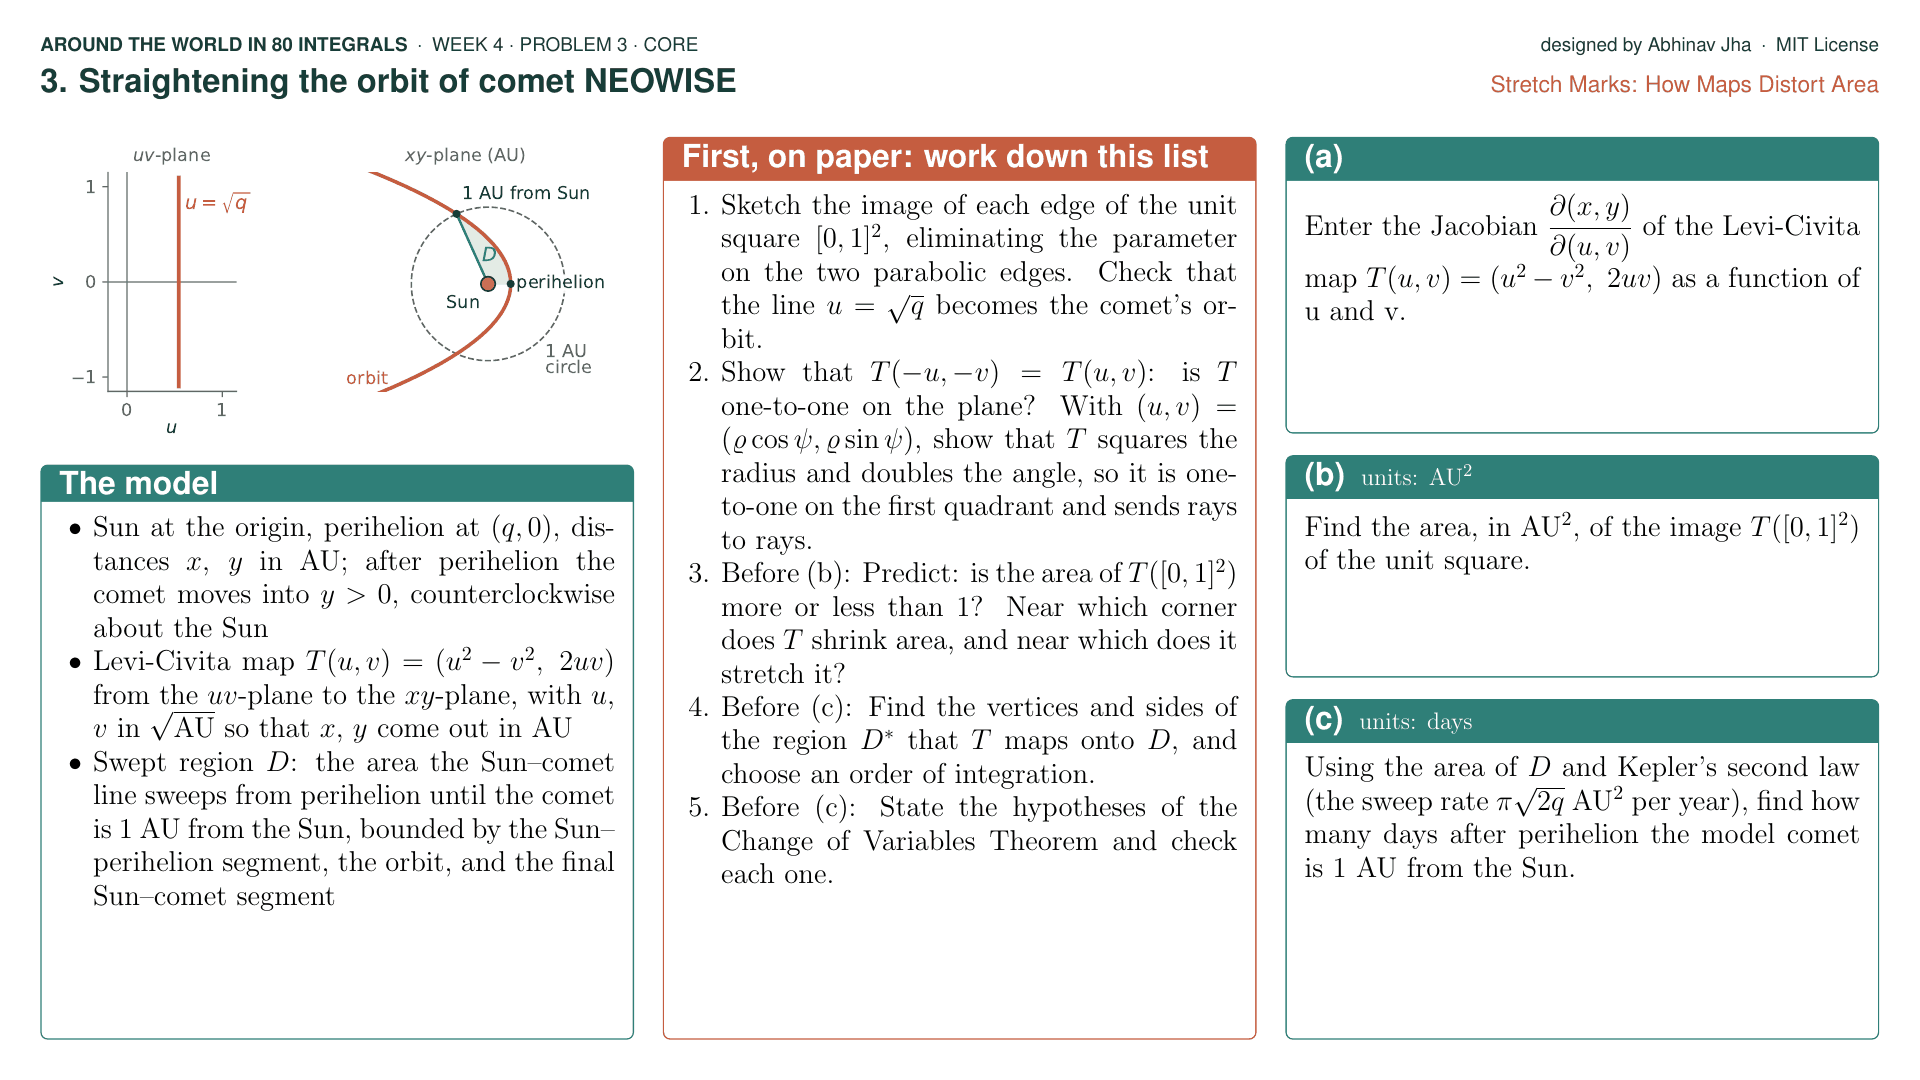 AROUND THE WORLD IN 80 INTEGRALS · WEEK 4 · PROBLEM 3 · CORE
designed by Abhinav Jha · MIT License
3. Straightening the orbit of comet NEOWISE
Stretch Marks: How Maps Distort Area
uv-plane
1
u = √q
v
0
−1
0
1
u
xy-plane (AU)
1 AU from Sun
D
perihelion
Sun
1 AU
circle
orbit
The model
• Sun at the origin, perihelion at (q, 0), dis-
tances x, y in AU; after perihelion the
comet moves into y > 0, counterclockwise
about the Sun
• Levi-Civita map T(u, v) = (u² − v², 2uv)
from the uv-plane to the xy-plane, with u,
v in √AU so that x, y come out in AU
• Swept region D: the area the Sun–comet
line sweeps from perihelion until the comet
is 1 AU from the Sun, bounded by the Sun–
perihelion segment, the orbit, and the final
Sun–comet segment
First, on paper: work down this list
1. Sketch the image of each edge of the unit
square [0, 1]², eliminating the parameter
on the two parabolic edges. Check that
the line u = √q becomes the comet's or-
bit.
2. Show that T(−u, −v) = T(u, v): is T
one-to-one on the plane? With (u, v) =
(ϱ cos ψ, ϱ sin ψ), show that T squares the
radius and doubles the angle, so it is one-
to-one on the first quadrant and sends rays
to rays.
3. Before (b): Predict: is the area of T([0, 1]²)
more or less than 1? Near which corner
does T shrink area, and near which does it
stretch it?
4. Before (c): Find the vertices and sides of
the region D* that T maps onto D, and
choose an order of integration.
5. Before (c): State the hypotheses of the
Change of Variables Theorem and check
each one.
(a)
Enter the Jacobian ∂(x, y)/∂(u, v) of the Levi-Civita
map T(u, v) = (u² − v², 2uv) as a function of
u and v.
(b) units: AU²
Find the area, in AU², of the image T([0, 1]²)
of the unit square.
(c) units: days
Using the area of D and Kepler's second law
(the sweep rate π√2q AU² per year), find how
many days after perihelion the model comet
is 1 AU from the Sun.